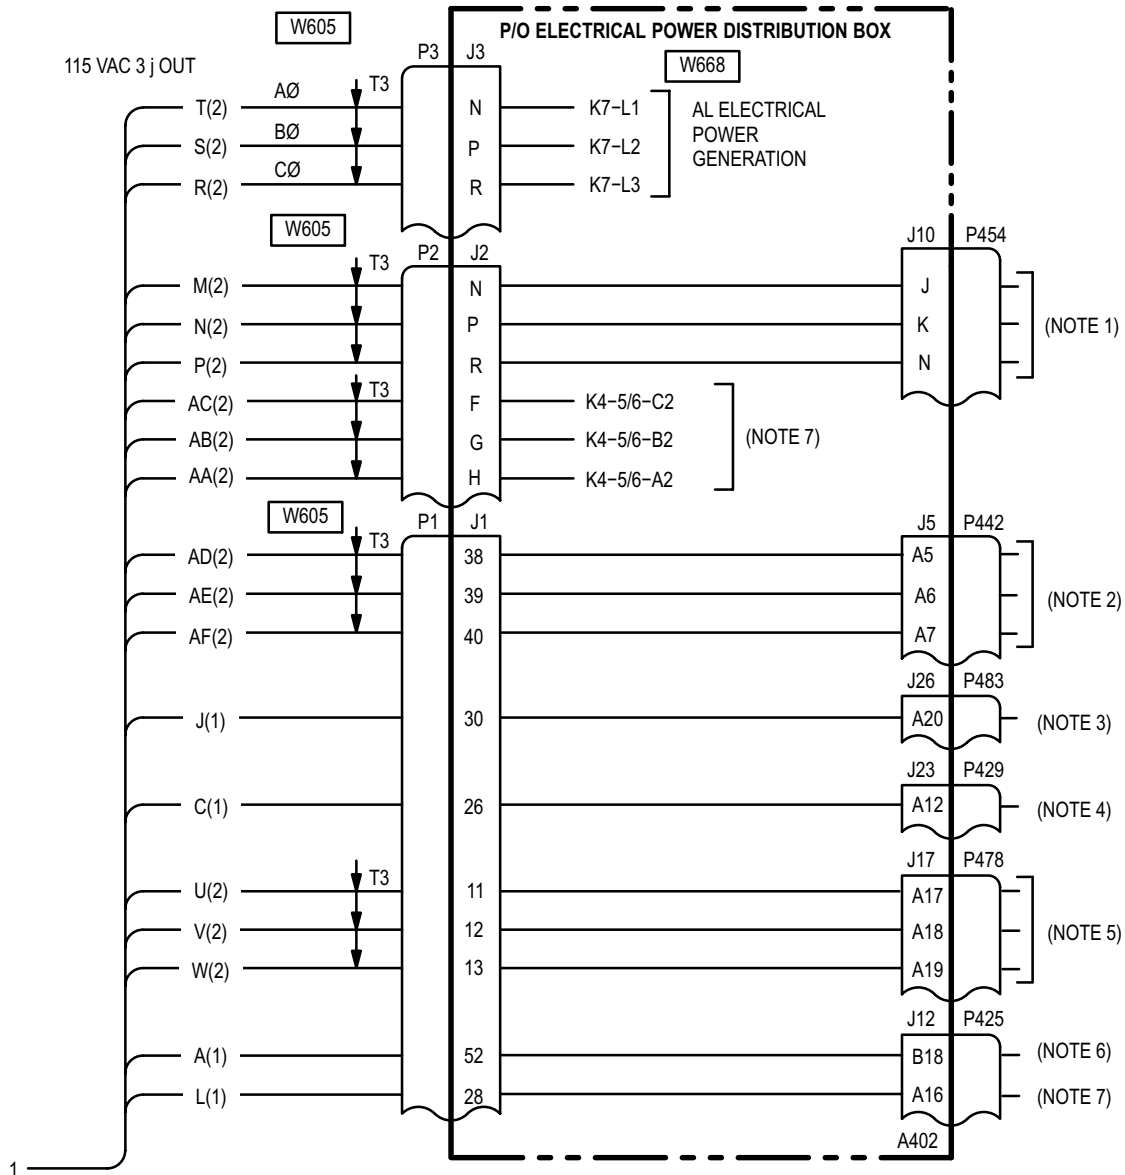 W605
P/O ELECTRICAL POWER DISTRIBUTION BOX
115 VAC 3 j OUT
P3 J3
W668
T(2) AØ T3 N K7−L1
S(2) BØ P K7−L2
R(2) CØ R K7−L3
AL ELECTRICAL
POWER
GENERATION
W605
P2 J2
J10 P454
M(2) T3 N J
N(2) P K
P(2) R N
(NOTE 1)
AC(2) T3 F K4−5/6−C2
AB(2) G K4−5/6−B2
AA(2) H K4−5/6−A2
(NOTE 7)
W605
P1 J1
J5 P442
AD(2) T3 38 A5
AE(2) 39 A6
AF(2) 40 A7
(NOTE 2)
J26 P483
J(1) 30 A20 (NOTE 3)
J23 P429
C(1) 26 A12 (NOTE 4)
J17 P478
U(2) T3 11 A17
V(2) 12 A18
W(2) 13 A19
(NOTE 5)
J12 P425
A(1) 52 B18 (NOTE 6)
L(1) 28 A16 (NOTE 7)
A402
1